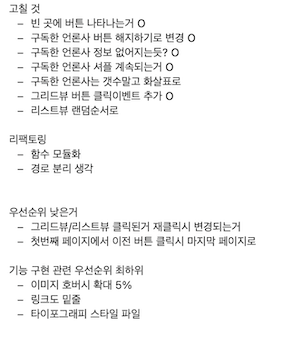 고칠 것
– 빈 곳에 버튼 나타나는거 O
– 구독한 언론사 버튼 해지하기로 변경 O
– 구독한 언론사 정보 없어지는듯? O
– 구독한 언론사 셔플 계속되는거 O
– 구독한 언론사는 갯수말고 화살표로
– 그리드뷰 버튼 클릭이벤트 추가 O
– 리스트뷰 랜덤순서로
리팩토링
– 함수 모듈화
– 경로 분리 생각
우선순위 낮은거
– 그리드뷰/리스트뷰 클릭된거 재클릭시 변경되는거
– 첫번째 페이지에서 이전 버튼 클릭시 마지막 페이지로
기능 구현 관련 우선순위 최하위
– 이미지 호버시 확대 5%
– 링크도 밑줄
– 타이포그래피 스타일 파일